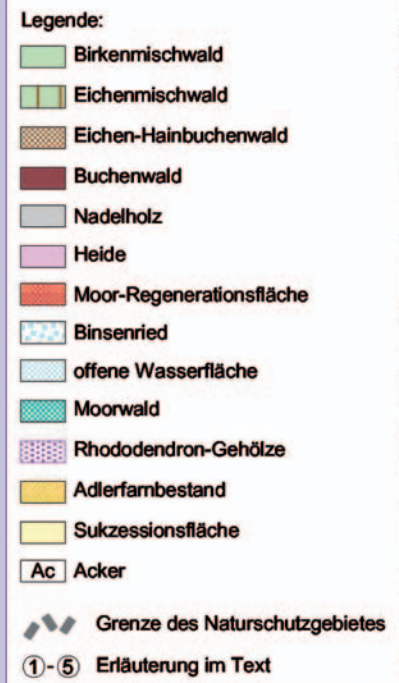 Legende:
Birkenmischwald
Eichenmischwald
Eichen-Hainbuchenwald
Buchenwald
Nadelholz
Heide
Moor-Regenerationsfläche
Binsenried
offene Wasserfläche
Moorwald
Rhododendron-Gehölze
Adlerfarnbestand
Sukzessionsfläche
Ac Acker
Grenze des Naturschutzgebietes
①-⑤ Erläuterung im Text